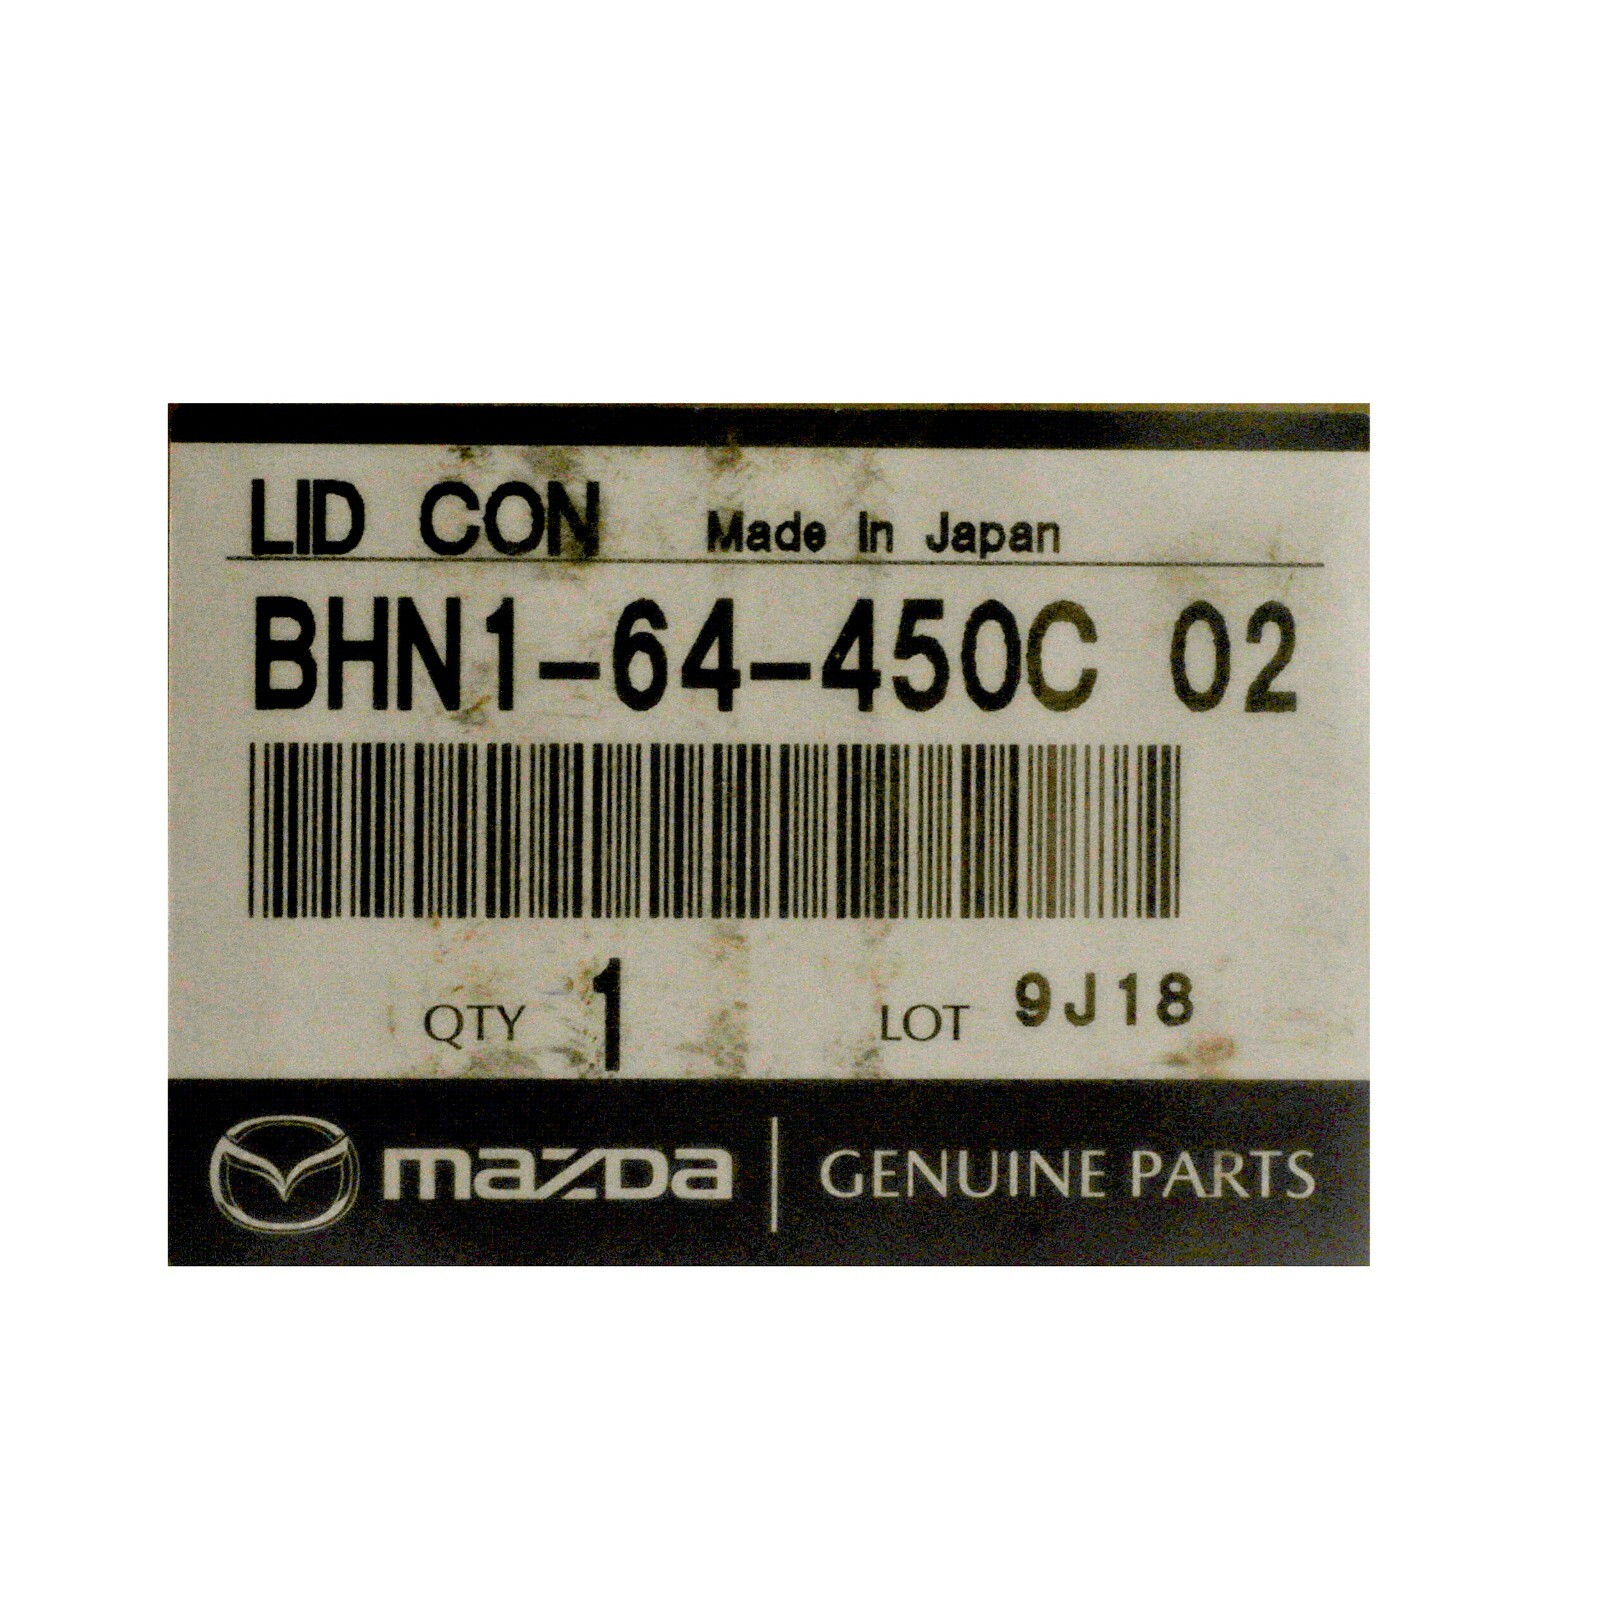 LID CON Made In Japan
BHN1-64-450C 02
QTY 1 LOT 9J18
mazda GENUINE PARTS